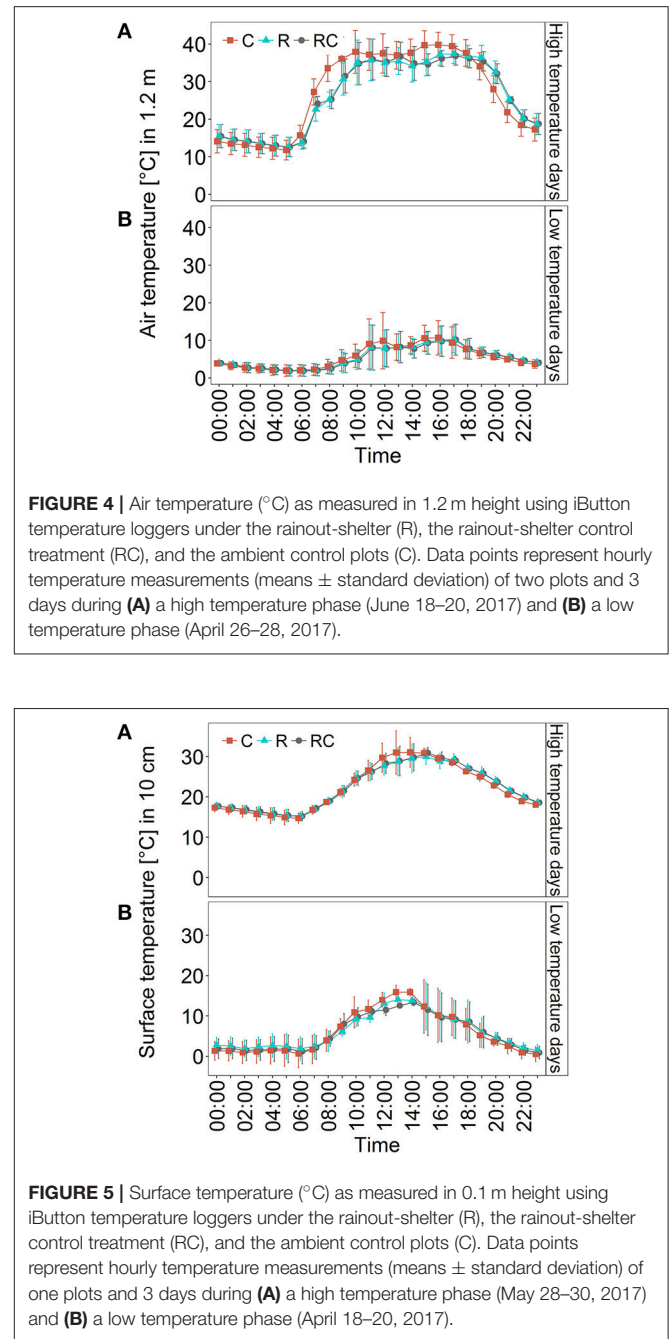 A
C R RC
40
30
20
10
0
High temperature days
B
40
30
20
10
0
Low temperature days
Air temperature [°C] in 1.2 m
00:00 02:00 04:00 06:00 08:00 10:00 12:00 14:00 16:00 18:00 20:00 22:00
Time
FIGURE 4 | Air temperature (°C) as measured in 1.2 m height using iButton
temperature loggers under the rainout-shelter (R), the rainout-shelter control
treatment (RC), and the ambient control plots (C). Data points represent hourly
temperature measurements (means ± standard deviation) of two plots and 3
days during (A) a high temperature phase (June 18–20, 2017) and (B) a low
temperature phase (April 26–28, 2017).
A
C R RC
30
20
10
0
High temperature days
B
30
20
10
0
Low temperature days
Surface temperature [°C] in 10 cm
00:00 02:00 04:00 06:00 08:00 10:00 12:00 14:00 16:00 18:00 20:00 22:00
Time
FIGURE 5 | Surface temperature (°C) as measured in 0.1 m height using
iButton temperature loggers under the rainout-shelter (R), the rainout-shelter
control treatment (RC), and the ambient control plots (C). Data points
represent hourly temperature measurements (means ± standard deviation) of
one plots and 3 days during (A) a high temperature phase (May 28–30, 2017)
and (B) a low temperature phase (April 18–20, 2017).